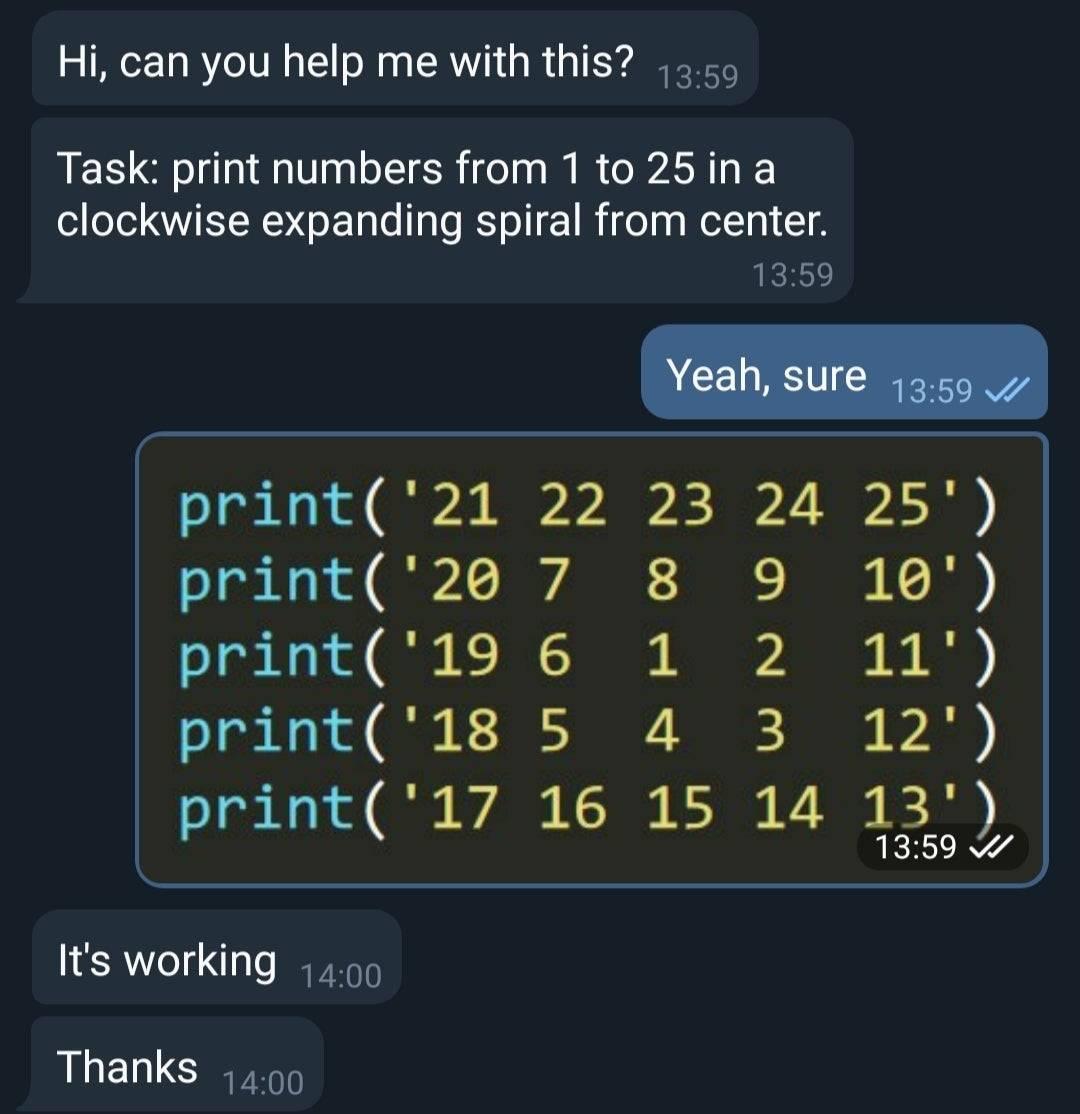 Hi, can you help me with this? 13:59
Task: print numbers from 1 to 25 in a
clockwise expanding spiral from center.
13:59
Yeah, sure 13:59
print('21 22 23 24 25')
print('20 7  8  9  10')
print('19 6  1  2  11')
print('18 5  4  3  12')
print('17 16 15 14 13')
13:59
It's working 14:00
Thanks 14:00